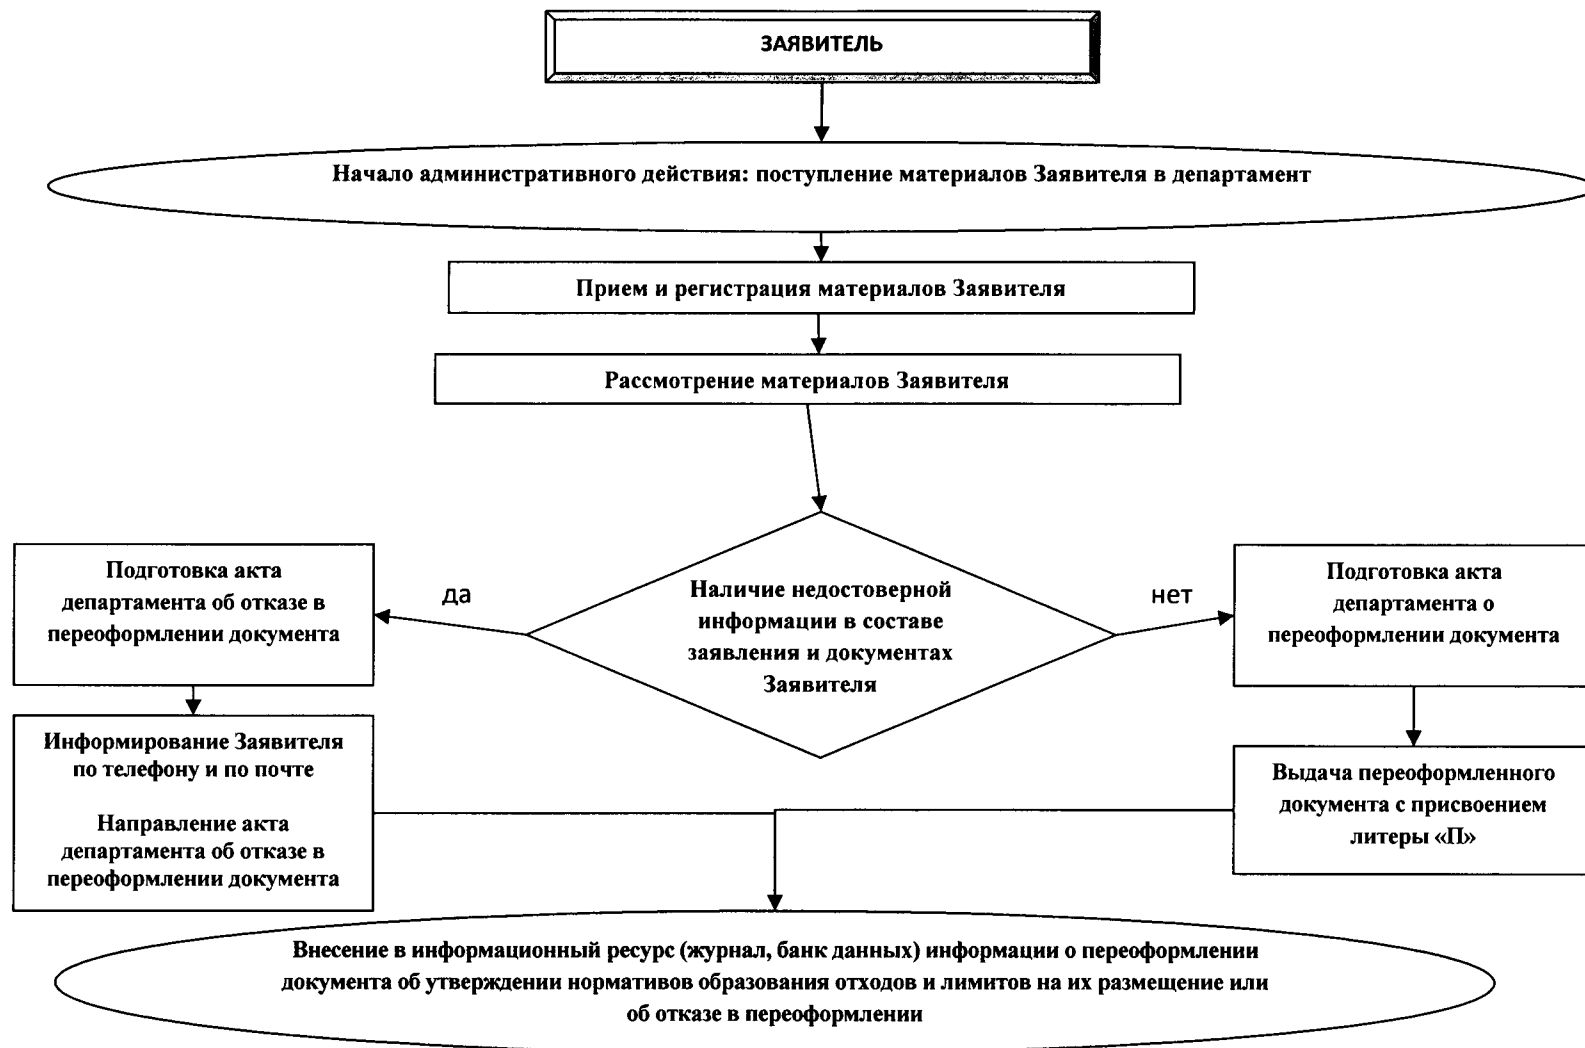 ЗАЯВИТЕЛЬ
Начало административного действия: поступление материалов Заявителя в департамент
Прием и регистрация материалов Заявителя
Рассмотрение материалов Заявителя
Подготовка акта
департамента об отказе в
переоформлении документа
да
Наличие недостоверной
информации в составе
заявления и документах
Заявителя
нет
Подготовка акта
департамента о
переоформлении документа
Информирование Заявителя
по телефону и по почте
Направление акта
департамента об отказе в
переоформлении документа
Выдача переоформленного
документа с присвоением
литеры «П»
Внесение в информационный ресурс (журнал, банк данных) информации о переоформлении
документа об утверждении нормативов образования отходов и лимитов на их размещение или
об отказе в переоформлении